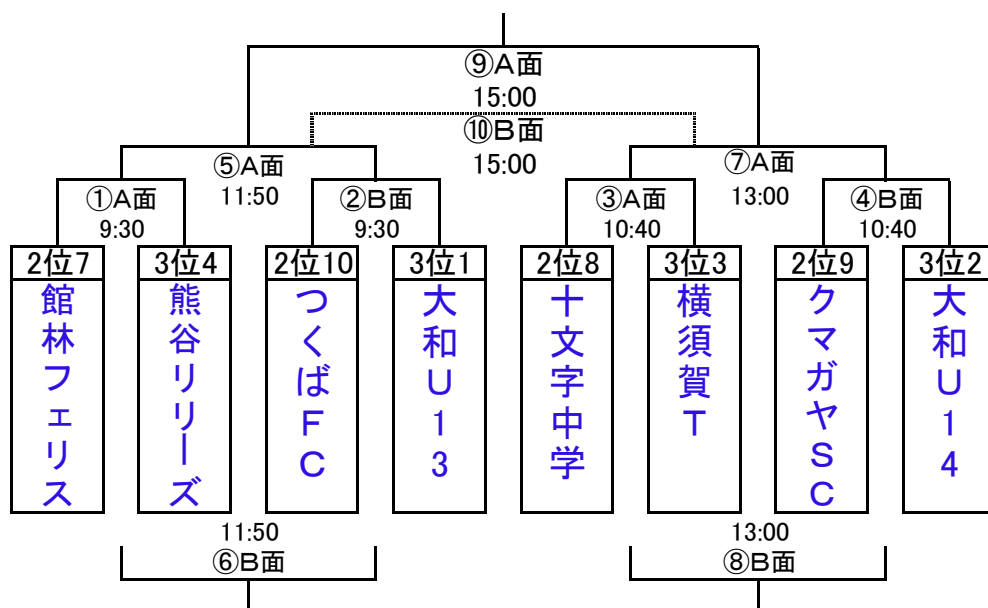 ⑨A面
15:00
⑩B面
15:00
⑤A面
11:50
⑦A面
13:00
①A面
9:30
②B面
9:30
③A面
10:40
④B面
10:40
2位7
3位4
2位10
3位1
2位8
3位3
2位9
3位2
館林フェリス
熊谷リリーズ
つくばFC
大和U13
十文字中学
横須賀T
クマガヤSC
大和U14
11:50
⑥B面
13:00
⑧B面